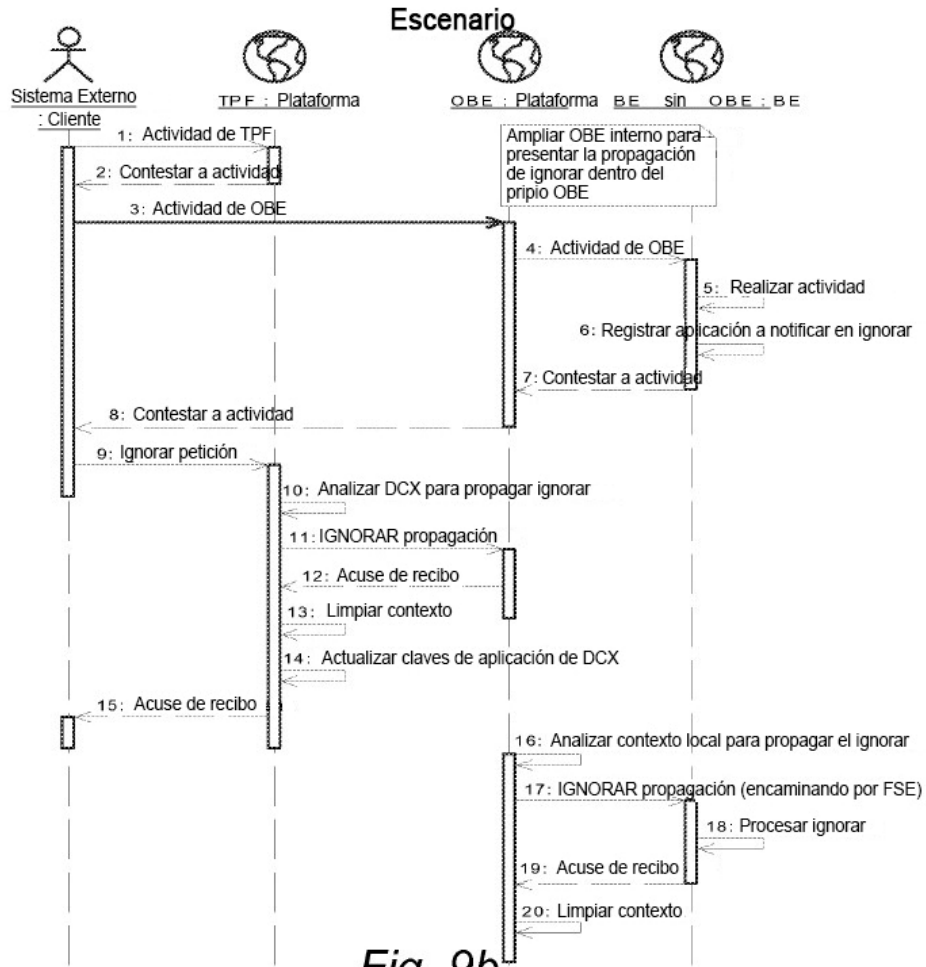 Escenario
Sistema Externo
: Cliente
TPF : Plataforma
OBE : Plataforma
BE sin OBE : BE
Ampliar OBE interno para
presentar la propagación
de ignorar dentro del
pripio OBE
1: Actividad de TPF
2: Contestar a actividad
3: Actividad de OBE
4: Actividad de OBE
5: Realizar actividad
6: Registrar aplicación a notificar en ignorar
7: Contestar a actividad
8: Contestar a actividad
9: Ignorar petición
10: Analizar DCX para propagar ignorar
11: IGNORAR propagación
12: Acuse de recibo
13: Limpiar contexto
14: Actualizar claves de aplicación de DCX
15: Acuse de recibo
16: Analizar contexto local para propagar el ignorar
17: IGNORAR propagación (encaminando por FSE)
18: Procesar ignorar
19: Acuse de recibo
20: Limpiar contexto
Fig. 9b